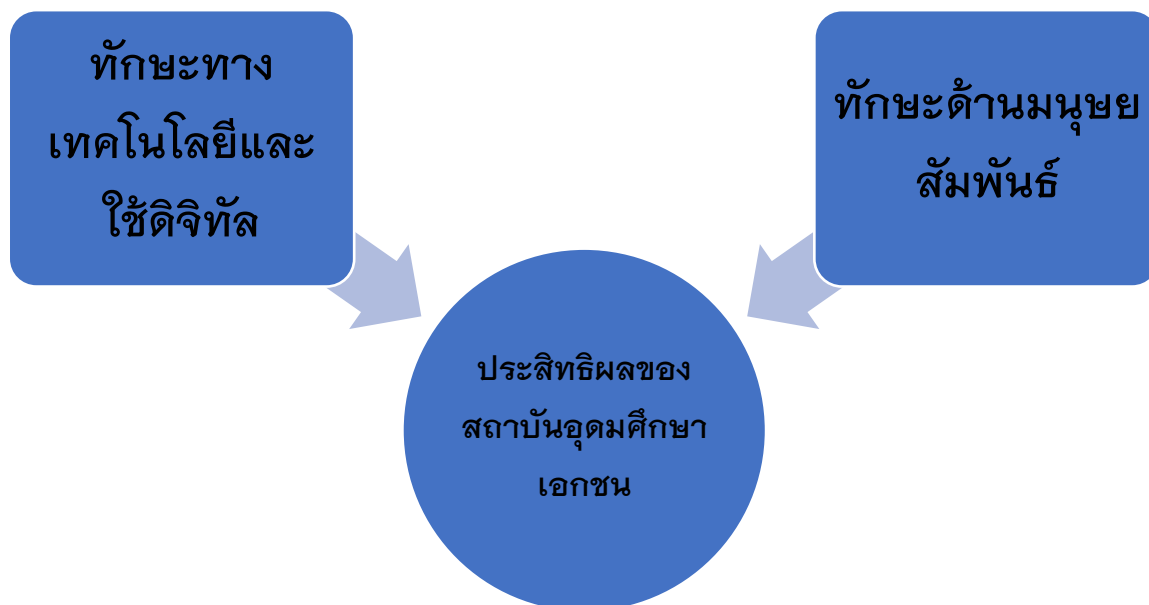 ทักษะทาง
เทคโนโลยีและ
ใช้ดิจิทัล
ทักษะด้านมนุษย
สัมพันธ์
ประสิทธิผลของ
สถาบันอุดมศึกษา
เอกชน